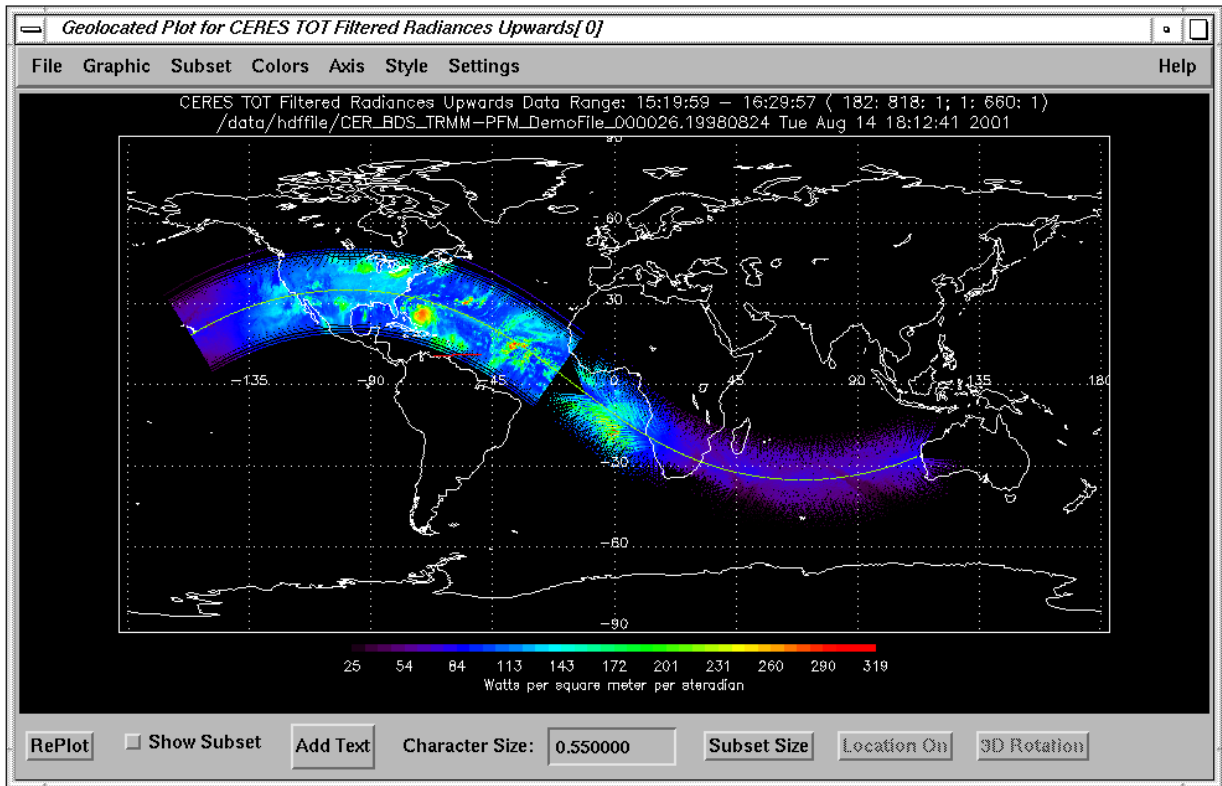 Geolocated Plot for CERES TOT Filtered Radiances Upwards[ 0]
File Graphic Subset Colors Axis Style Settings Help
CERES TOT Filtered Radiances Upwards Data Range: 15:19:59 – 16:29:57 ( 182: 818: 1; 1: 660: 1)
/data/hdffile/CER_BDS_TRMM-PFM_DemoFile_000026.19980824 Tue Aug 14 18:12:41 2001
90
60
30
-135 -90 -45 0 45 90 135 180
-30
-60
-90
25 54 84 113 143 172 201 231 260 290 319
Watts per square meter per steradian
RePlot Show Subset Add Text Character Size: 0.550000 Subset Size Location On 3D Rotation